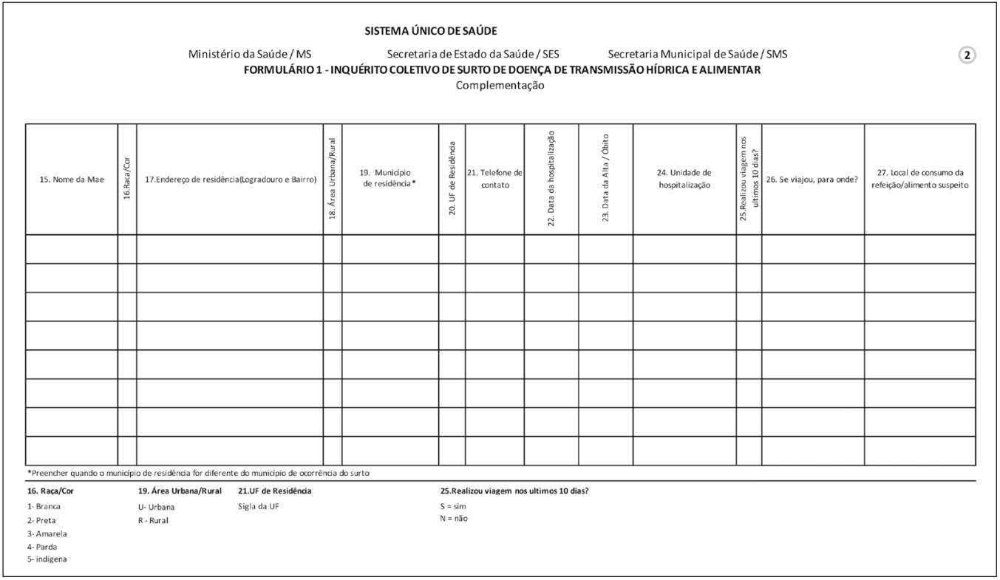 SISTEMA ÚNICO DE SAÚDE
Ministério da Saúde / MS Secretaria de Estado da Saúde / SES Secretaria Municipal de Saúde / SMS
2
FORMULÁRIO 1 - INQUÉRITO COLETIVO DE SURTO DE DOENÇA DE TRANSMISSÃO HÍDRICA E ALIMENTAR
Complementação
15. Nome da Mae
16.Raca/Cor
17.Endereço de residência(Logradouro e Bairro)
18. Área Urbana/Rural
19. Município
de residência*
20. UF de Residência
21. Telefone de
contato
22. Data da hospitalização
23. Data da Alta / Óbito
24. Unidade de
hospitalização
25.Realizou viagem nos
ultimos 10 dias?
26. Se viajou, para onde?
27. Local de consumo da
refeição/alimento suspeito
*Preencher quando o município de residência for diferente do município de ocorrência do surto
16. Raça/Cor
1- Branca
2- Preta
3- Amarela
4- Parda
5- indígena
19. Área Urbana/Rural
U- Urbana
R - Rural
21.UF de Residência
Sigla da UF
25.Realizou viagem nos ultimos 10 dias?
S = sim
N = não